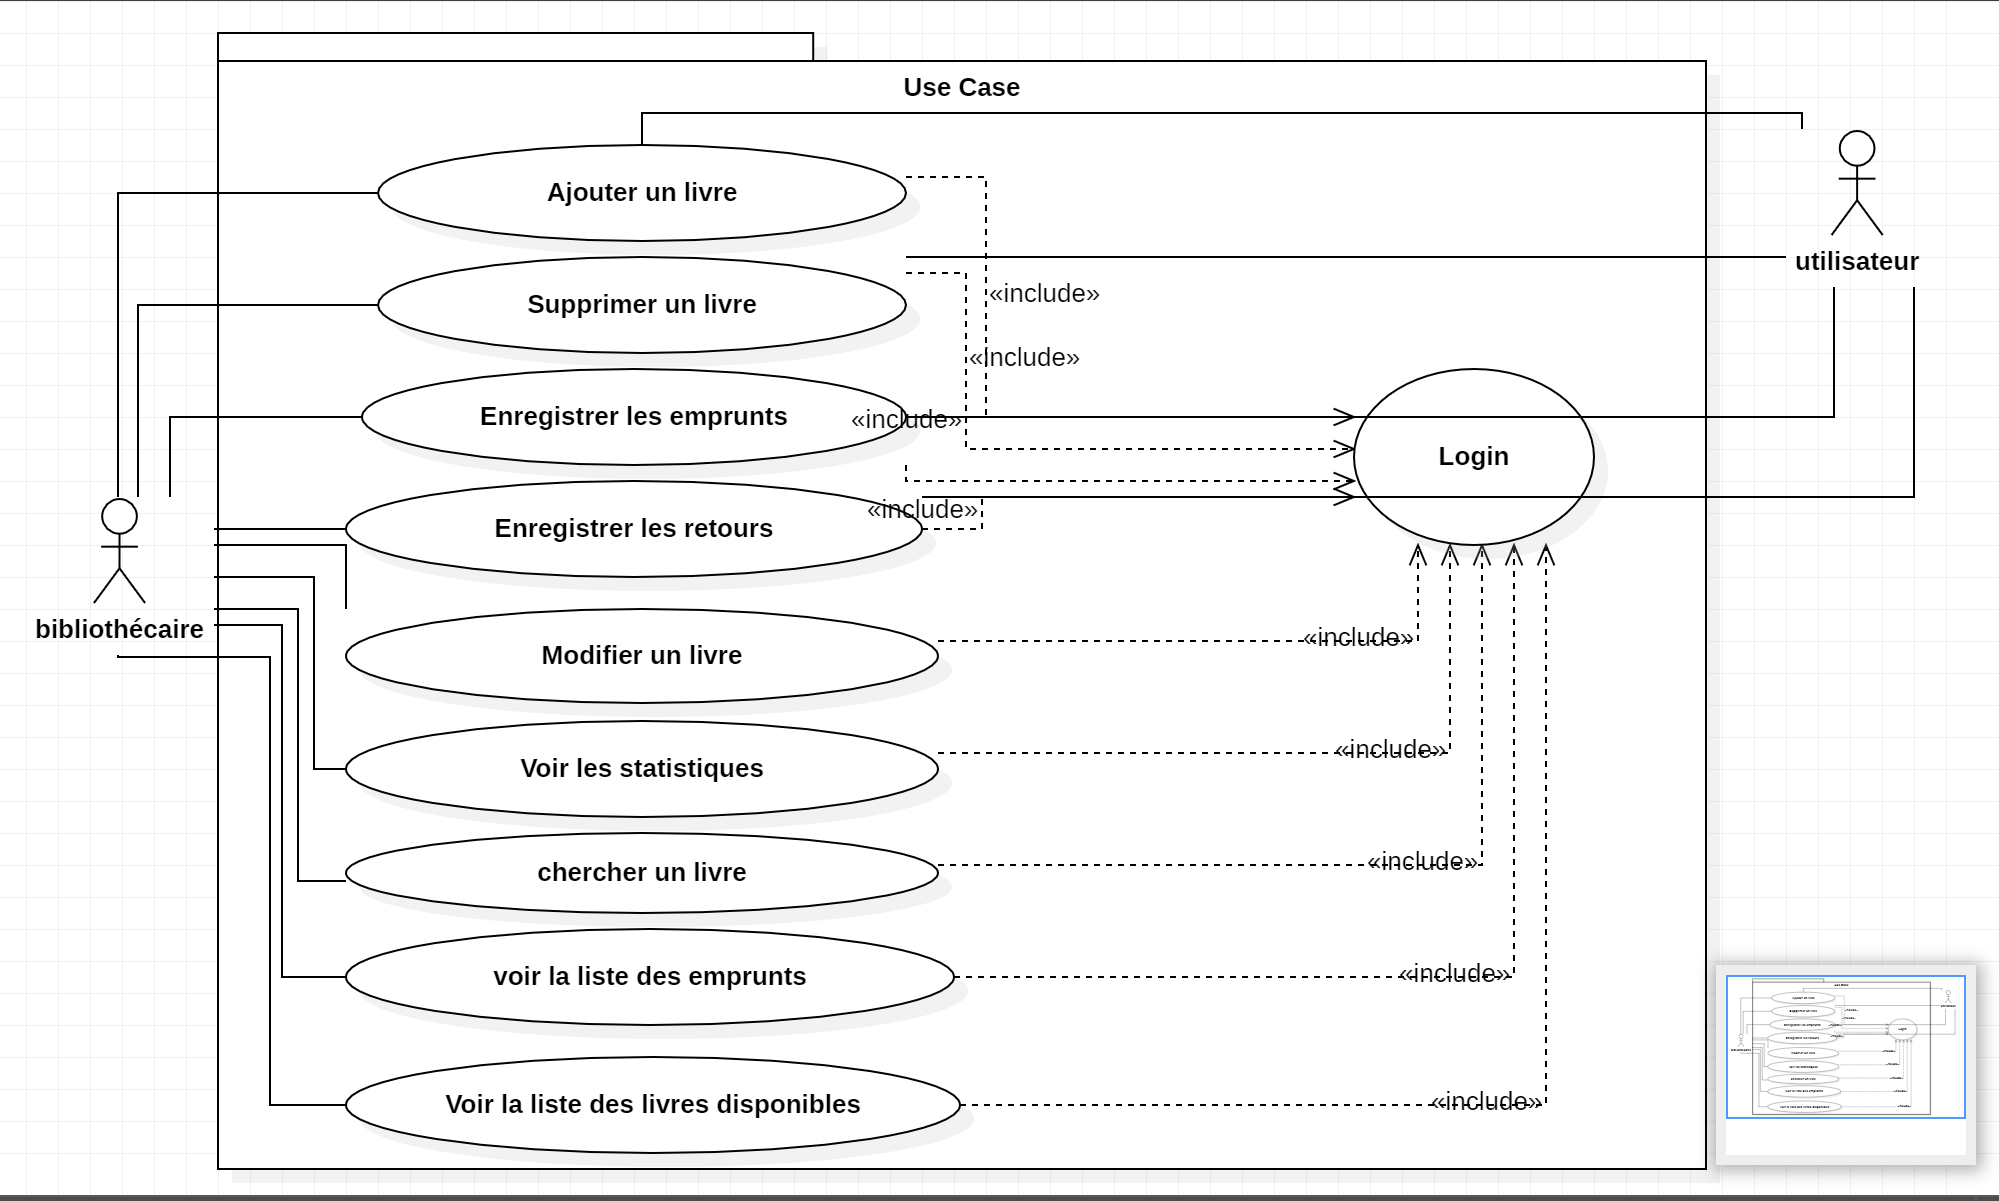 Use Case
Ajouter un livre
Supprimer un livre
Enregistrer les emprunts
Enregistrer les retours
Modifier un livre
Voir les statistiques
chercher un livre
voir la liste des emprunts
Voir la liste des livres disponibles
bibliothécaire
utilisateur
Login
«include»
«include»
«include»
«include»
«include»
«include»
«include»
«include»
«include»